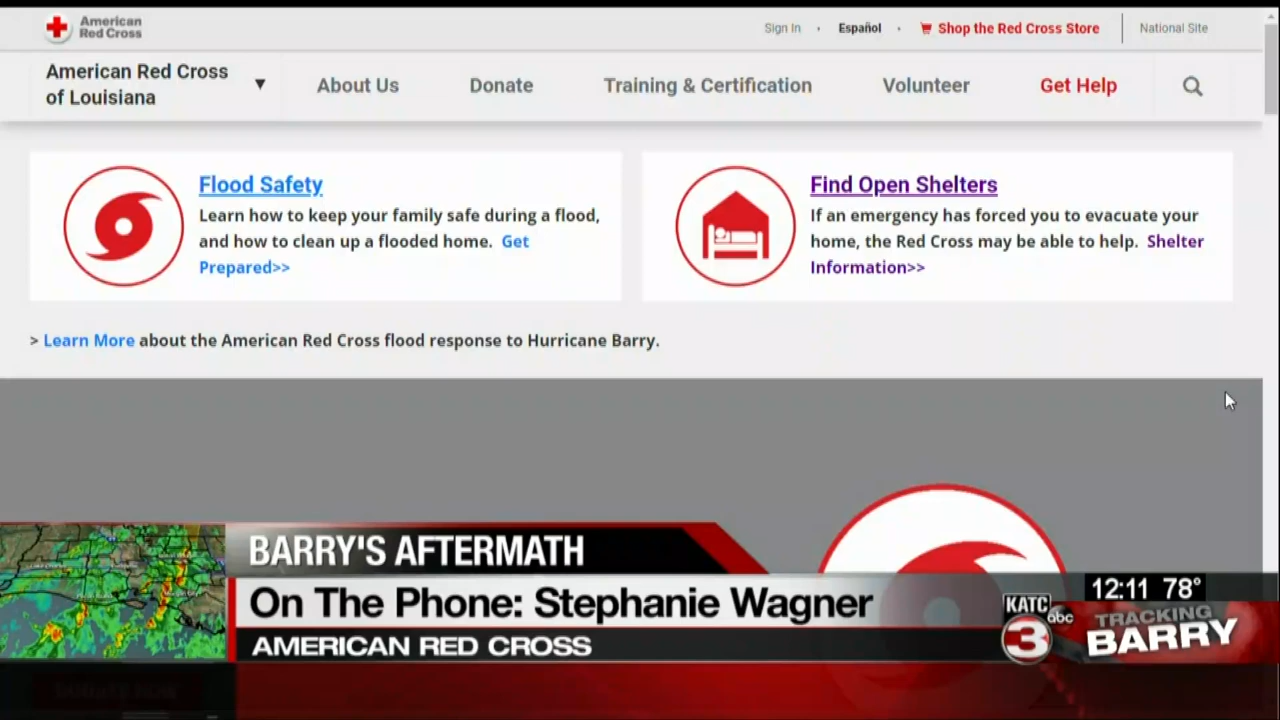 American
Red Cross
Sign In
Español
Shop the Red Cross Store
National Site
American Red Cross
of Louisiana
About Us
Donate
Training & Certification
Volunteer
Get Help
Flood Safety
Learn how to keep your family safe during a flood,
and how to clean up a flooded home. Get
Prepared>>
Find Open Shelters
If an emergency has forced you to evacuate your
home, the Red Cross may be able to help. Shelter
Information>>
> Learn More about the American Red Cross flood response to Hurricane Barry.
BARRY'S AFTERMATH
On The Phone: Stephanie Wagner
AMERICAN RED CROSS
KATC
abc
3
12:11 78°
TRACKING
BARRY